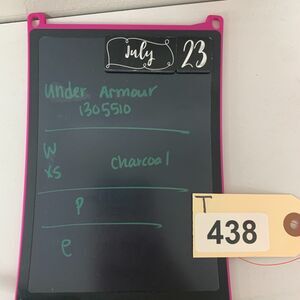 July 23
Under Armour
1305510
W
XS
Charcoal
P
e
T
438